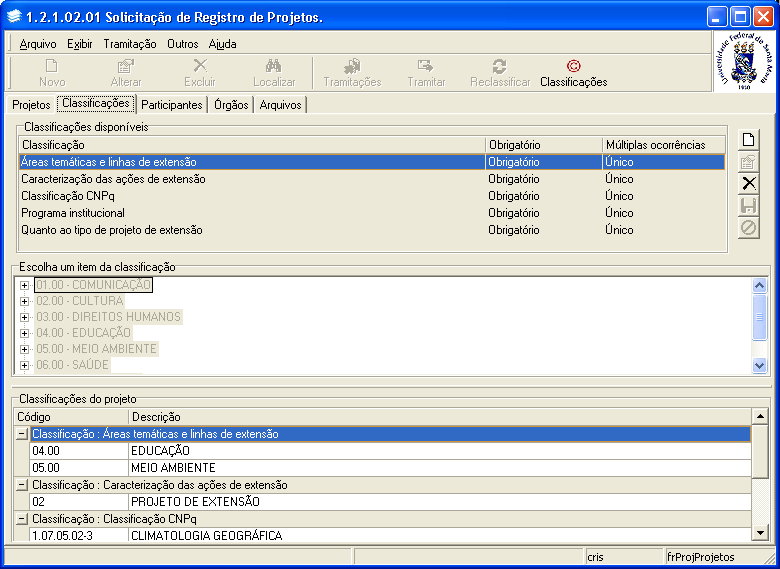 1.2.1.02.01 Solicitação de Registro de Projetos.
Arquivo Exibir Tramitação Outros Ajuda
Novo Alterar Excluir Localizar Tramitações Tramitar Reclassificar Classificações
Universidade Federal de Santa Maria
1960
Projetos Classificações Participantes Órgãos Arquivos
Classificações disponíveis
Classificação Obrigatório Múltiplas ocorrências
Áreas temáticas e linhas de extensão Obrigatório Único
Caracterização das ações de extensão Obrigatório Único
Classificação CNPq Obrigatório Único
Programa institucional Obrigatório Único
Quanto ao tipo de projeto de extensão Obrigatório Único
Escolha um item da classificação
01.00 - COMUNICAÇÃO
02.00 - CULTURA
03.00 - DIREITOS HUMANOS
04.00 - EDUCAÇÃO
05.00 - MEIO AMBIENTE
06.00 - SAÚDE
Classificações do projeto
Código Descrição
Classificação : Áreas temáticas e linhas de extensão
04.00 EDUCAÇÃO
05.00 MEIO AMBIENTE
Classificação : Caracterização das ações de extensão
02 PROJETO DE EXTENSÃO
Classificação : Classificação CNPq
1.07.05.02-3 CLIMATOLOGIA GEOGRÁFICA
cris frProjProjetos